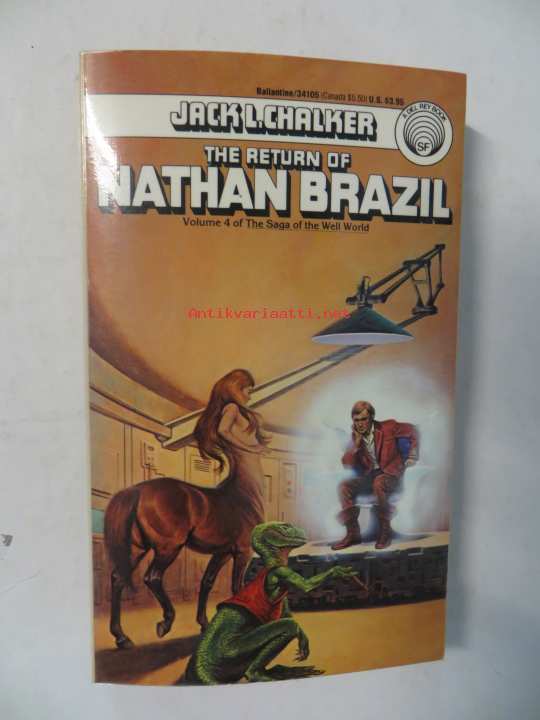 Ballantine/34105 (Canada $5.50) U.S. $3.95
JACK L. CHALKER
A DEL REY BOOK
SF
THE RETURN OF
NATHAN BRAZIL
Volume 4 of The Saga of the Well World
Antikvariaatti.net